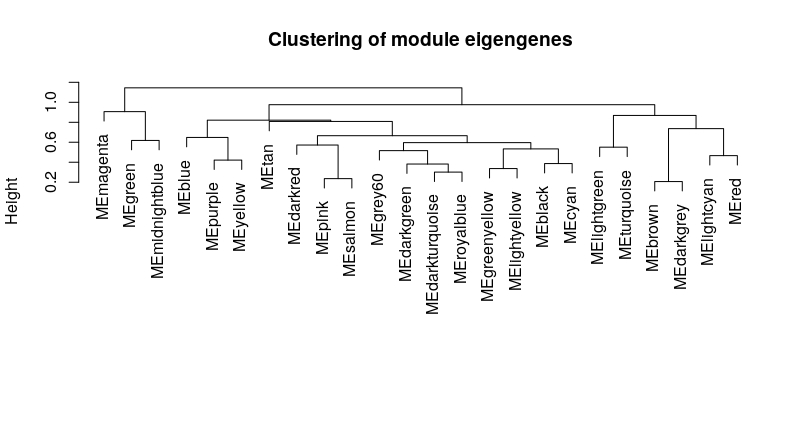 Clustering of module eigengenes
Height
1.0
0.6
0.2
MEmagenta
MEgreen
MEmidnightblue
MEblue
MEpurple
MEyellow
MEtan
MEdarkred
MEpink
MEsalmon
MEgrey60
MEdarkgreen
MEdarkturquoise
MEroyalblue
MEgreenyellow
MElightyellow
MEblack
MEcyan
MElightgreen
MEturquoise
MEbrown
MEdarkgrey
MElightcyan
MEred